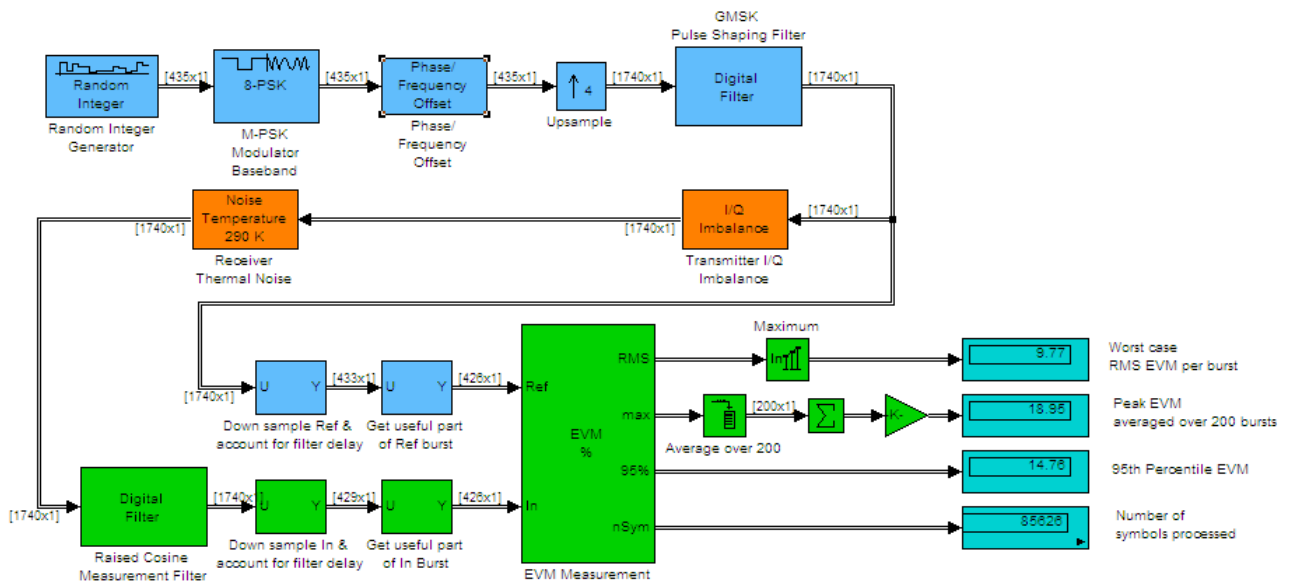 GMSK
Pulse Shaping Filter
Random
Integer
Random Integer
Generator
[435x1]
8-PSK
M-PSK
Modulator
Baseband
[435x1]
Phase/
Frequency
Offset
Phase/
Frequency
Offset
[435x1]
4
Upsample
[1740x1]
Digital
Filter
[1740x1]
[1740x1]
Noise
Temperature
290 K
Receiver
Thermal Noise
[1740x1]
I/Q
Imbalance
Transmitter I/Q
Imbalance
[1740x1]
[1740x1]
U Y
Down sample Ref &
account for filter delay
[433x1]
U Y
Get useful part
of Ref burst
[426x1]
Ref
In
EVM
%
RMS
max
95%
nSym
EVM Measurement
Maximum
In
9.77
Worst case
RMS EVM per burst
Average over 200
[200x1]
Σ
-K-
18.95
Peak EVM
averaged over 200 bursts
14.76
95th Percentile EVM
85626
Number of
symbols processed
[1740x1]
Digital
Filter
Raised Cosine
Measurement Filter
[1740x1]
U Y
Down sample In &
account for filter delay
[429x1]
U Y
Get useful part
of In Burst
[426x1]